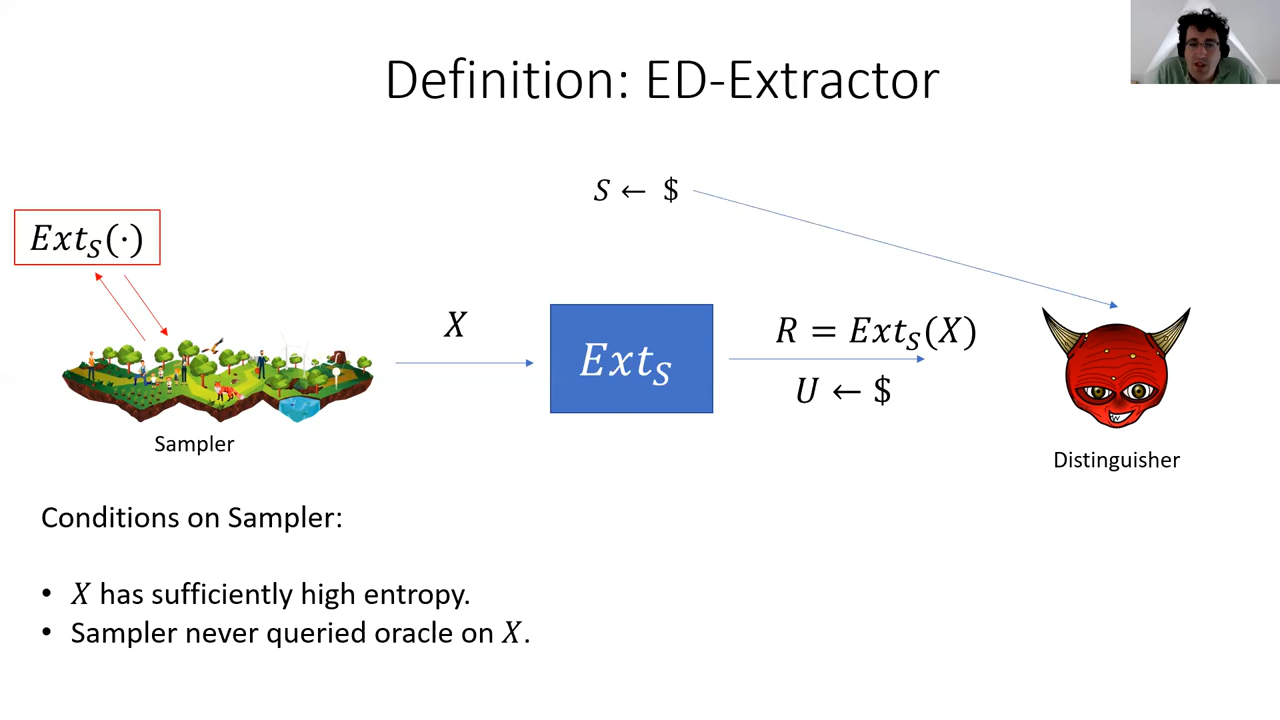 Definition: ED-Extractor
S ← $
Ext_S(·)
X
Ext_S
R = Ext_S(X)
U ← $
Sampler
Distinguisher
Conditions on Sampler:
• X has sufficiently high entropy.
• Sampler never queried oracle on X.